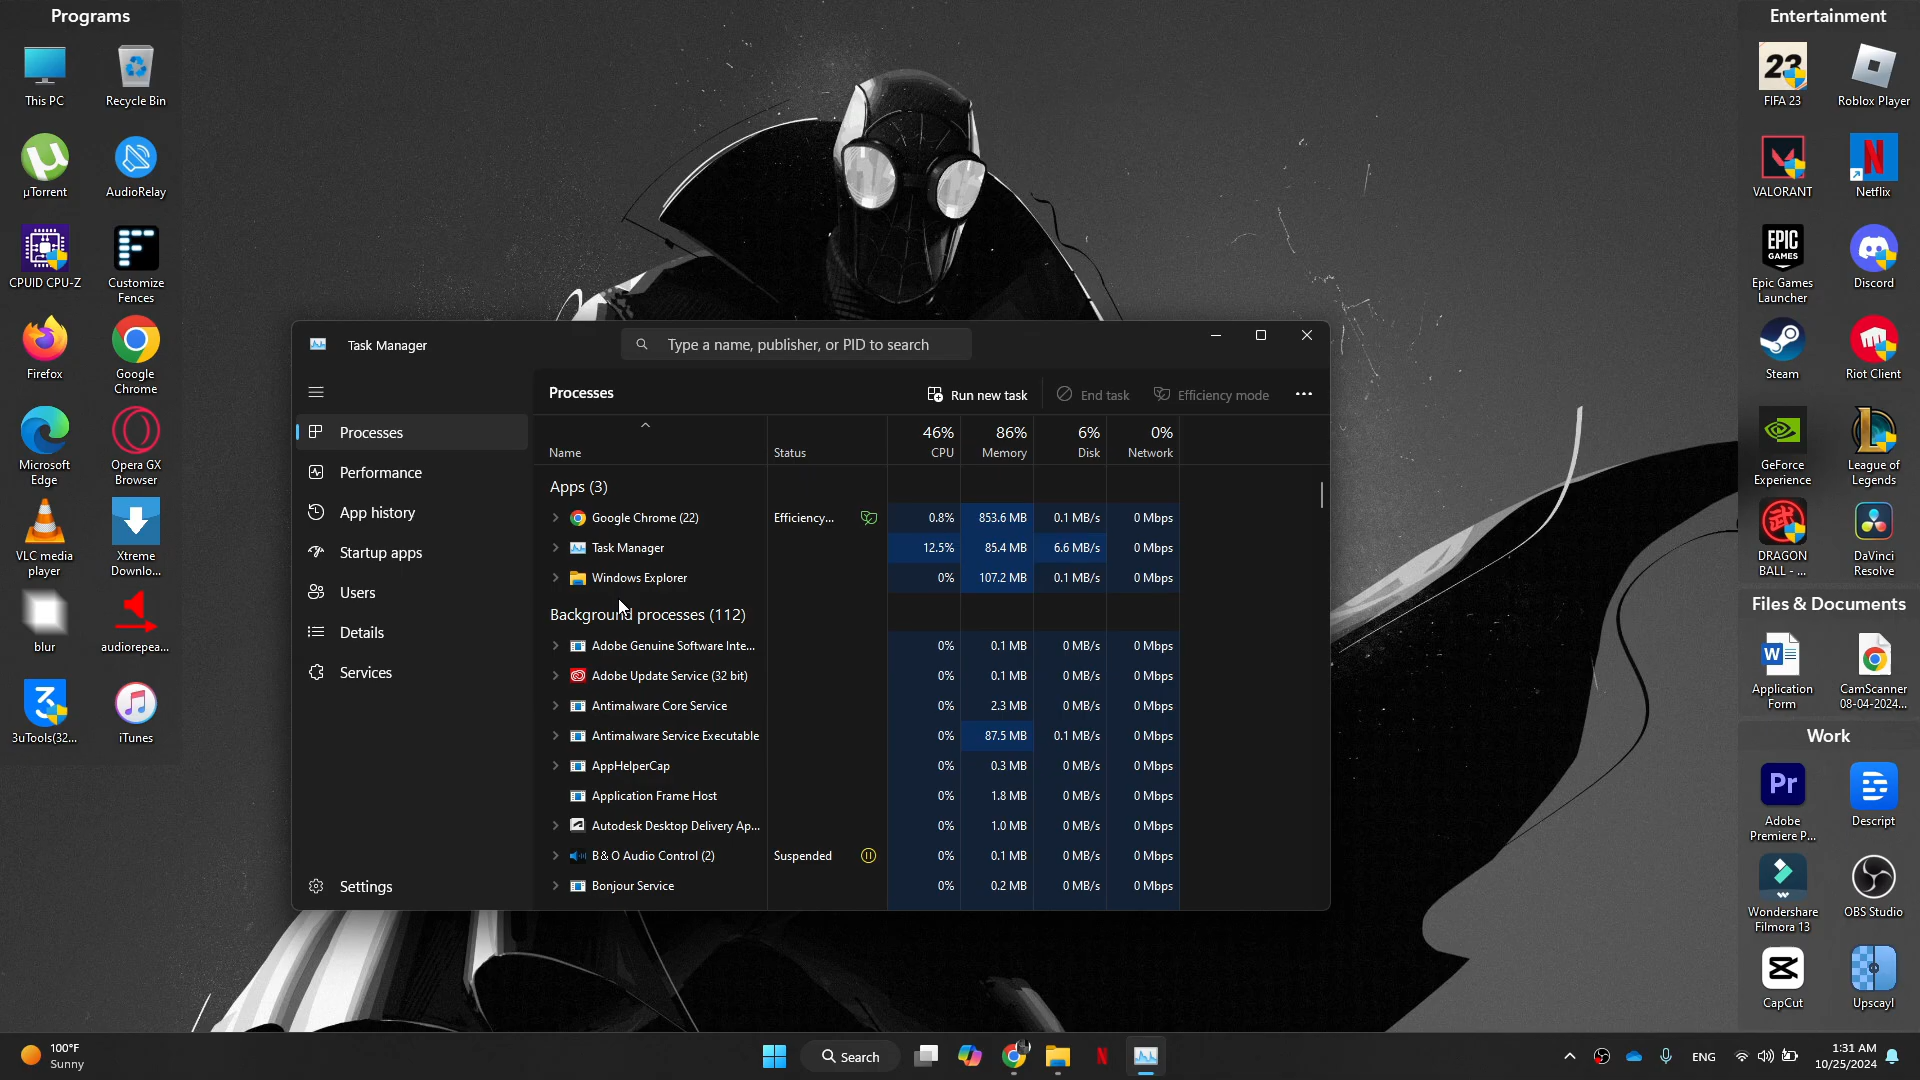 Programs
This PC
Recycle Bin
µTorrent
AudioRelay
CPUID CPU-Z
Customize
Fences
Firefox
Google
Chrome
Microsoft
Edge
Opera GX
Browser
VLC media
player
Xtreme
Downlo...
blur
audiorepea...
3uTools(32...
iTunes
Task Manager
Type a name, publisher, or PID to search
Processes
Performance
App history
Startup apps
Users
Details
Services
Settings
Processes
Run new task
End task
Efficiency mode
46% 86% 6% 0%
Name Status CPU Memory Disk Network
Apps (3)
Google Chrome (22) Efficiency... 0.8% 853.6 MB 0.1 MB/s 0 Mbps
Task Manager 12.5% 85.4 MB 6.6 MB/s 0 Mbps
Windows Explorer 0% 107.2 MB 0.1 MB/s 0 Mbps
Background processes (112)
Adobe Genuine Software Inte... 0% 0.1 MB 0 MB/s 0 Mbps
Adobe Update Service (32 bit) 0% 0.1 MB 0 MB/s 0 Mbps
Antimalware Core Service 0% 2.3 MB 0 MB/s 0 Mbps
Antimalware Service Executable 0% 87.5 MB 0.1 MB/s 0 Mbps
AppHelperCap 0% 0.3 MB 0 MB/s 0 Mbps
Application Frame Host 0% 1.8 MB 0 MB/s 0 Mbps
Autodesk Desktop Delivery Ap... 0% 1.0 MB 0 MB/s 0 Mbps
B&O Audio Control (2) Suspended 0% 0.1 MB 0 MB/s 0 Mbps
Bonjour Service 0% 0.2 MB 0 MB/s 0 Mbps
Entertainment
23
FIFA 23
Roblox Player
VALORANT
N
Netflix
EPIC
GAMES
Epic Games
Launcher
Discord
Steam
Riot Client
GeForce
Experience
League of
Legends
武
DRAGON
BALL - ...
DaVinci
Resolve
Files & Documents
W
Application
Form
CamScanner
08-04-2024...
Work
Pr
Adobe
Premiere P...
Descript
Wondershare
Filmora 13
OBS Studio
CapCut
Upscayl
100°F
Sunny
Search
N
ENG
1:31 AM
10/25/2024